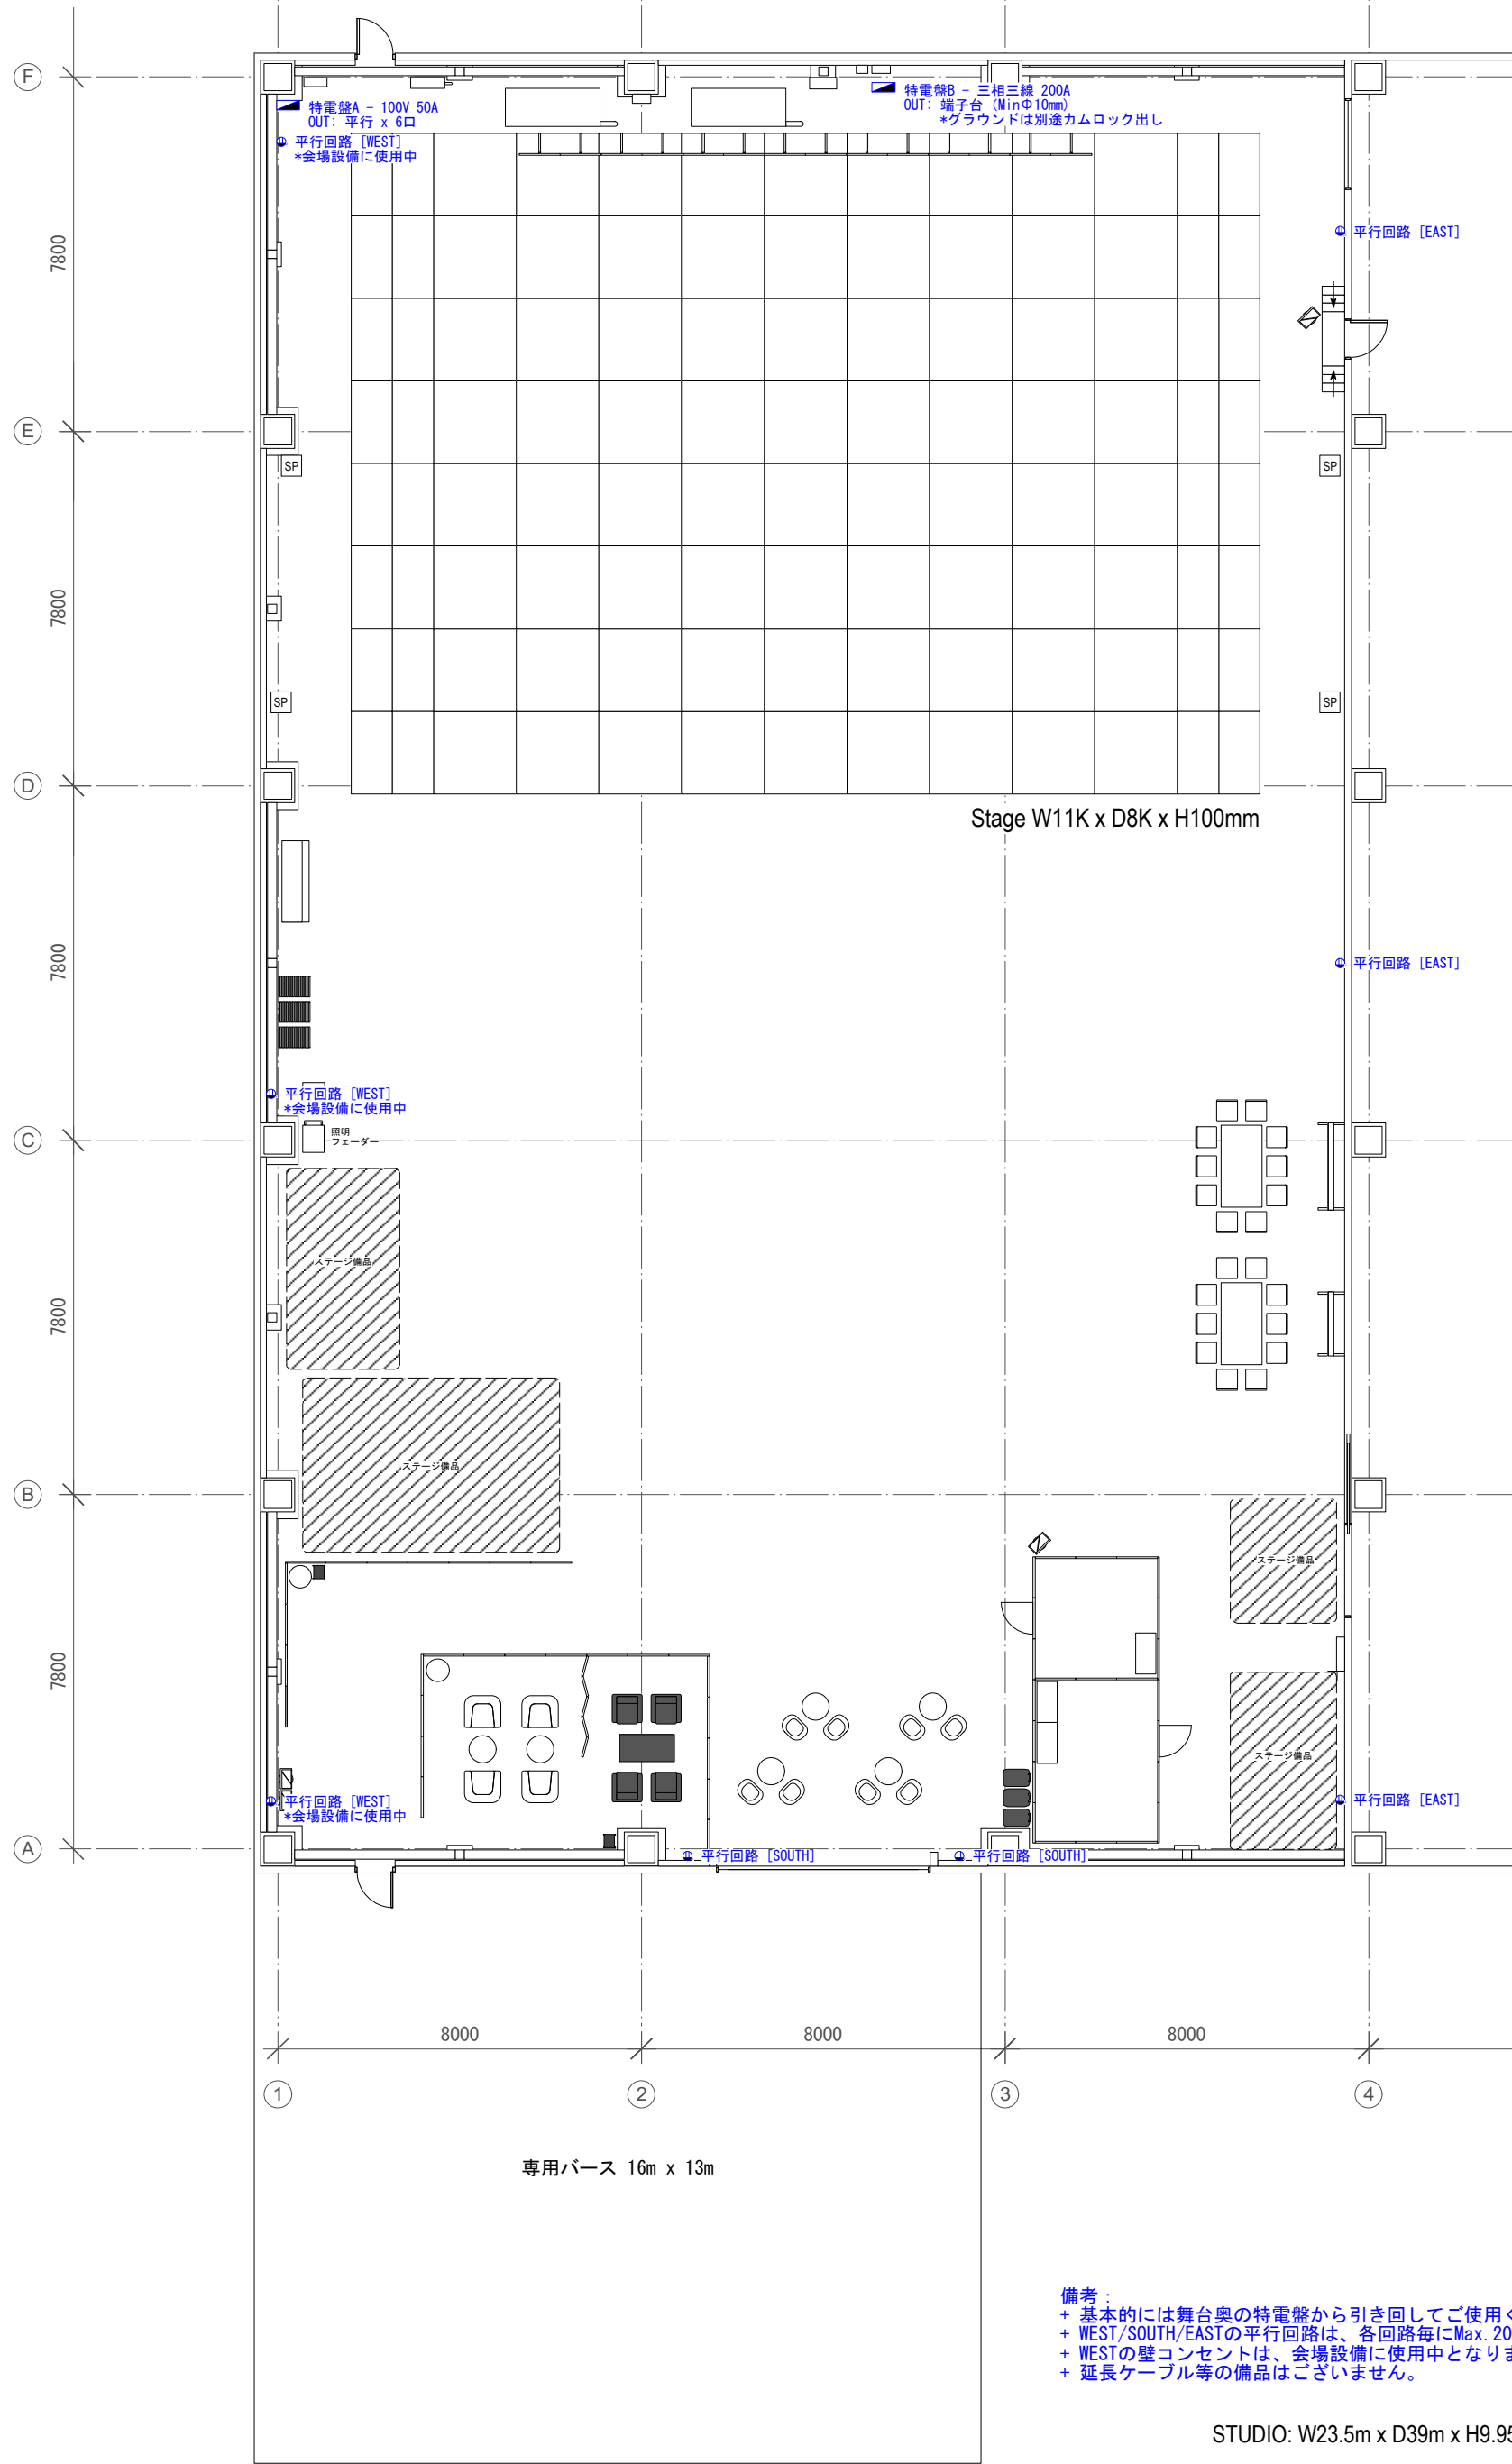 F
特電盤A - 100V 50A
OUT: 平行 x 6口
平行回路 [WEST]
*会場設備に使用中
特電盤B - 三相三線 200A
OUT: 端子台 (MinΦ10mm)
*グラウンドは別途カムロック出し
平行回路 [EAST]
7800
E
SP
SP
7800
SP
SP
D
Stage W11K x D8K x H100mm
7800
平行回路 [EAST]
平行回路 [WEST]
*会場設備に使用中
C
照明
フェーダー
ステージ備品
7800
ステージ備品
B
ステージ備品
7800
ステージ備品
平行回路 [WEST]
*会場設備に使用中
平行回路 [EAST]
A
平行回路 [SOUTH]
平行回路 [SOUTH]
8000
8000
8000
1
2
3
4
専用バース 16m x 13m
備考：
+ 基本的には舞台奥の特電盤から引き回してご使用
+ WEST/SOUTH/EASTの平行回路は、各回路毎にMax.20
+ WESTの壁コンセントは、会場設備に使用中となりま
+ 延長ケーブル等の備品はございません。
STUDIO: W23.5m x D39m x H9.95